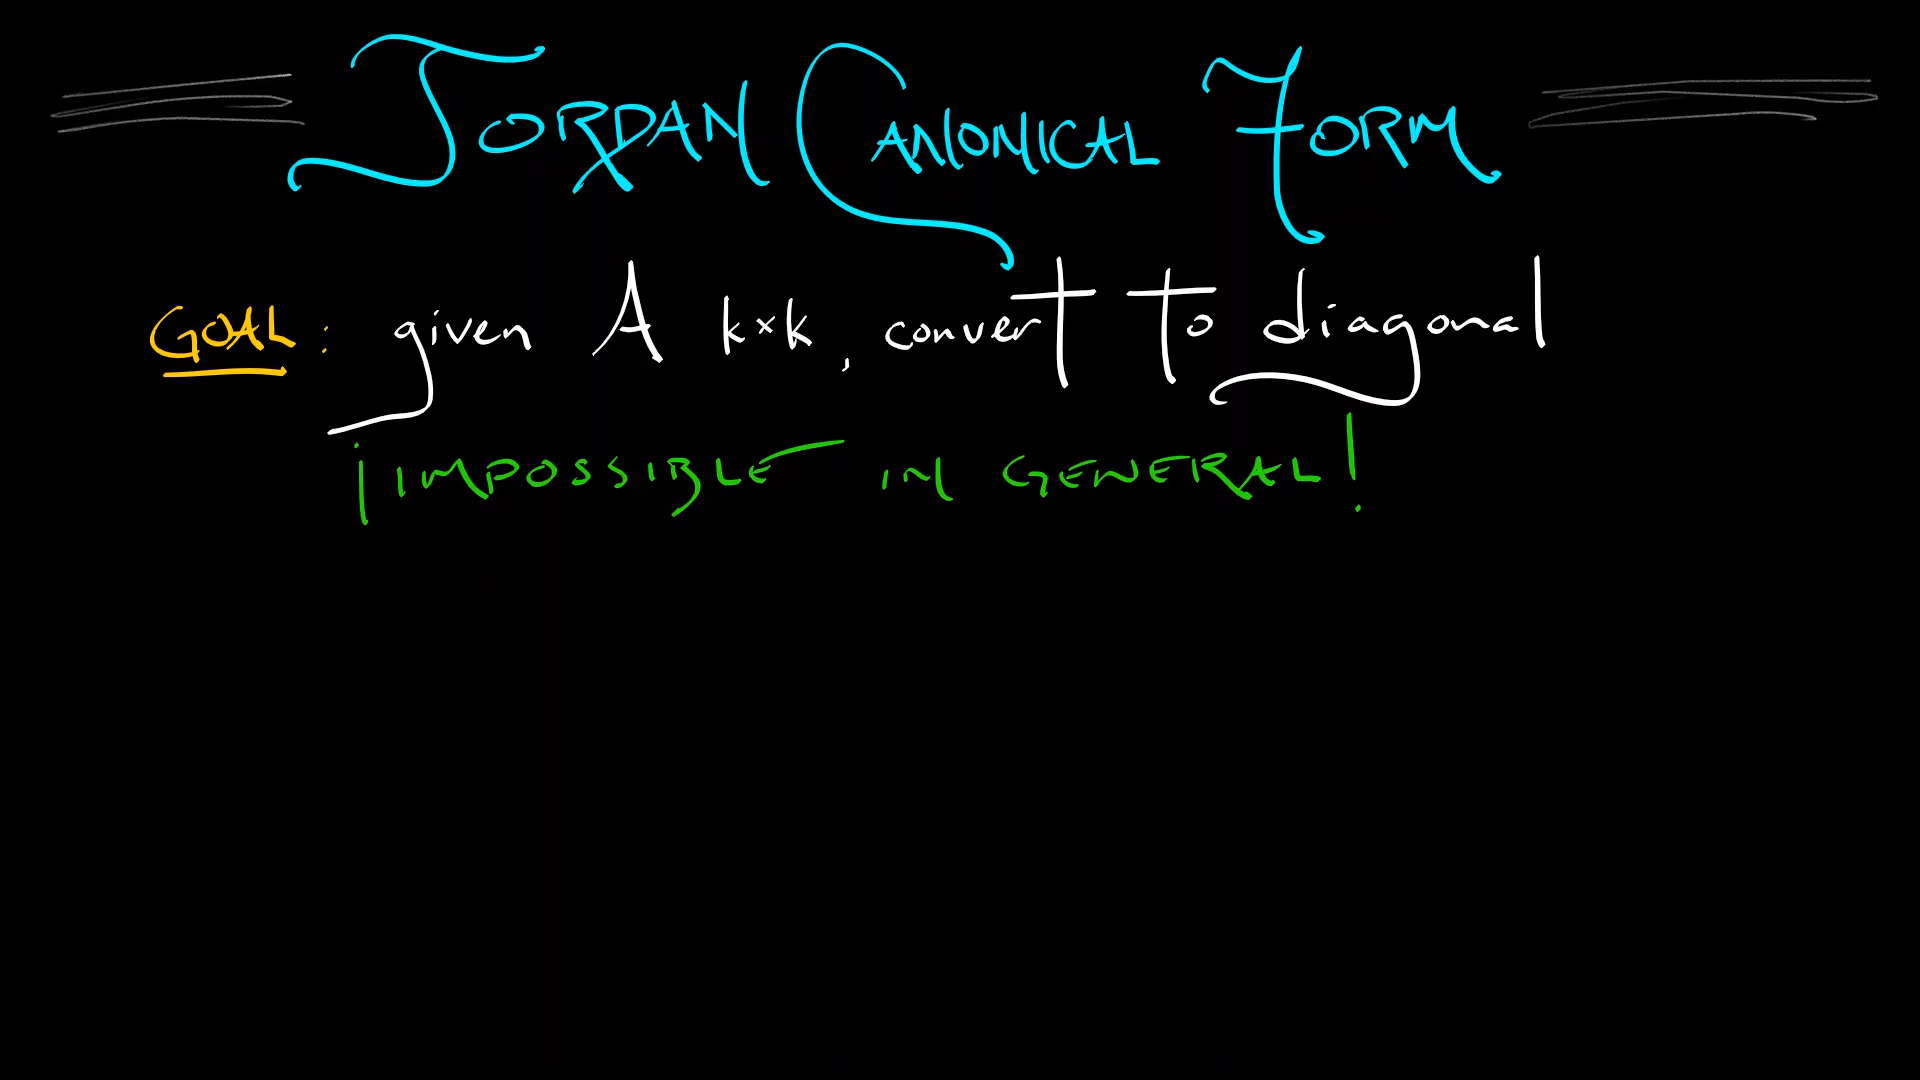 JORDAN CANONICAL FORM
GOAL: given A k×k, convert to diagonal
¡IMPOSSIBLE IN GENERAL!